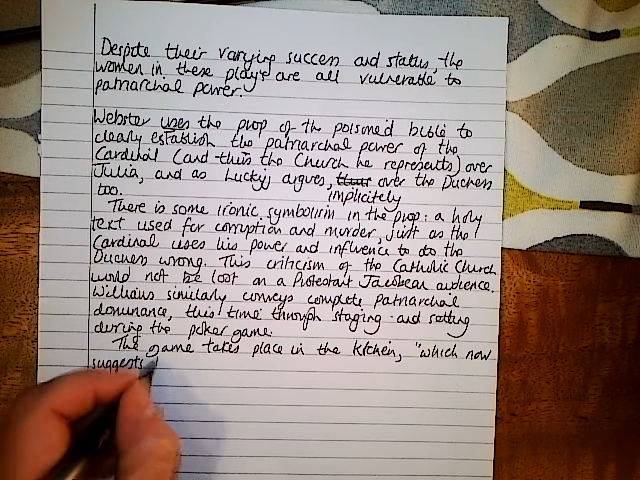 Despite their varying success and status, the
women in these plays are all vulnerable to
patriarchal power.
Webster uses the prop of the poisoned bible to
clearly establish the patriarchal power of the
Cardinal (and thus the Church he represents) over
Julia, and as Luckyj argues, over the Duchess
too. implicitly
There is some ironic symbolism in the prop: a holy
text used for corruption and murder, just as the
Cardinal uses his power and influence to do the
Duchess wrong. This criticism of the Catholic Church
would not be lost on a Protestant Jacobean audience.
Williams similarly conveys complete patriarchal
dominance, this time through staging and setting
during the poker game.
The game takes place in the kitchen, "which now
suggests